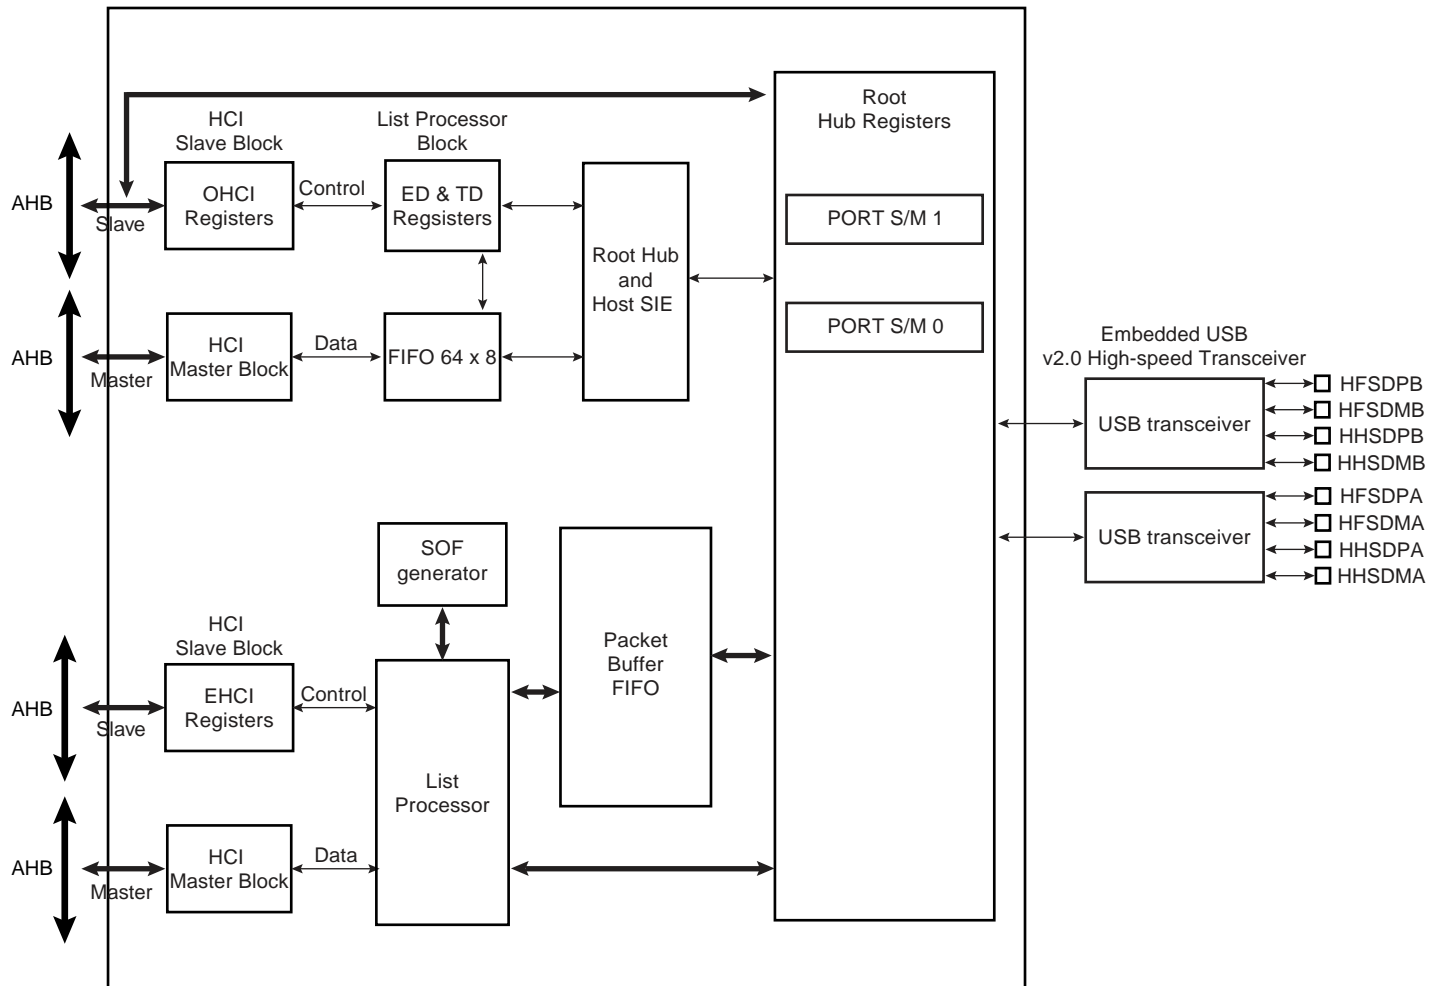 HCI
Slave Block
List Processor
Block
Root
Hub Registers
AHB
Slave
OHCI
Registers
Control
ED & TD
Regsisters
PORT S/M 1
Root Hub
and
Host SIE
PORT S/M 0
AHB
Master
HCI
Master Block
Data
FIFO 64 x 8
Embedded USB
v2.0 High-speed Transceiver
USB transceiver
HFSDPB
HFSDMB
HHSDPB
HHSDMB
USB transceiver
HFSDPA
HFSDMA
HHSDPA
HHSDMA
SOF
generator
HCI
Slave Block
Packet
Buffer
FIFO
AHB
Slave
EHCI
Registers
Control
List
Processor
AHB
Master
HCI
Master Block
Data